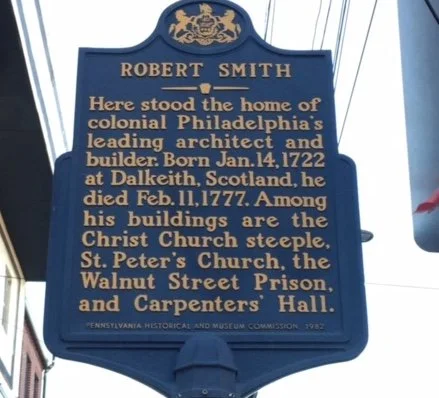 ROBERT SMITH
Here stood the home of
colonial Philadelphia's
leading architect and
builder. Born Jan. 14, 1722
at Dalkeith, Scotland, he
died Feb. 11, 1777. Among
his buildings are the
Christ Church steeple,
St. Peter's Church, the
Walnut Street Prison,
and Carpenters' Hall.
PENNSYLVANIA HISTORICAL AND MUSEUM COMMISSION 1982